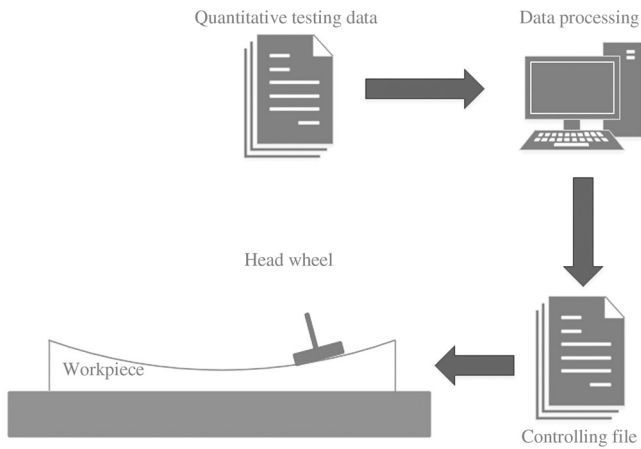 Quantitative testing data
Data processing
Head wheel
Workpiece
Controlling file